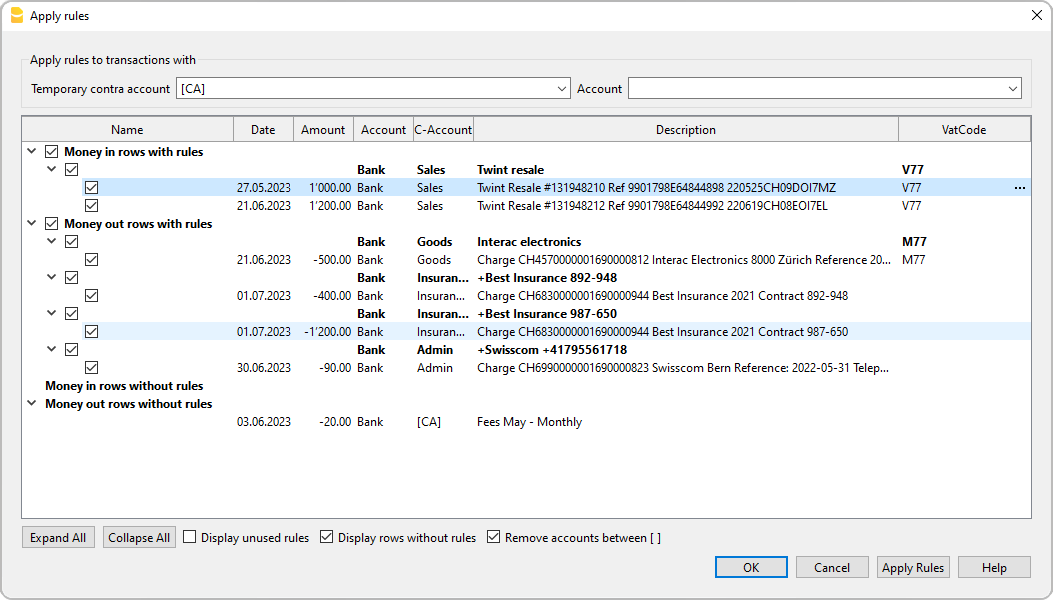 Apply rules
Apply rules to transactions with
Temporary contra account [CA] Account
Name Date Amount Account C-Account Description VatCode
Money in rows with rules
Bank Sales Twint resale V77
27.05.2023 1'000.00 Bank Sales Twint Resale #131948210 Ref 9901798E64844898 220525CH09DOI7MZ V77 ...
21.06.2023 1'200.00 Bank Sales Twint Resale #131948212 Ref 9901798E64844992 220619CH08EOI7EL V77
Money out rows with rules
Bank Goods Interac electronics M77
21.06.2023 -500.00 Bank Goods Charge CH4570000001690000812 Interac Electronics 8000 Zürich Reference 20... M77
Bank Insuran... +Best Insurance 892-948
01.07.2023 -400.00 Bank Insuran... Charge CH6830000001690000944 Best Insurance 2021 Contract 892-948
Bank Insuran... +Best Insurance 987-650
01.07.2023 -1'200.00 Bank Insuran... Charge CH6830000001690000944 Best Insurance 2021 Contract 987-650
Bank Admin +Swisscom +41795561718
30.06.2023 -90.00 Bank Admin Charge CH6990000001690000823 Swisscom Bern Reference: 2022-05-31 Telep...
Money in rows without rules
Money out rows without rules
03.06.2023 -20.00 Bank [CA] Fees May - Monthly
Expand All Collapse All Display unused rules Display rows without rules Remove accounts between [ ]
OK Cancel Apply Rules Help